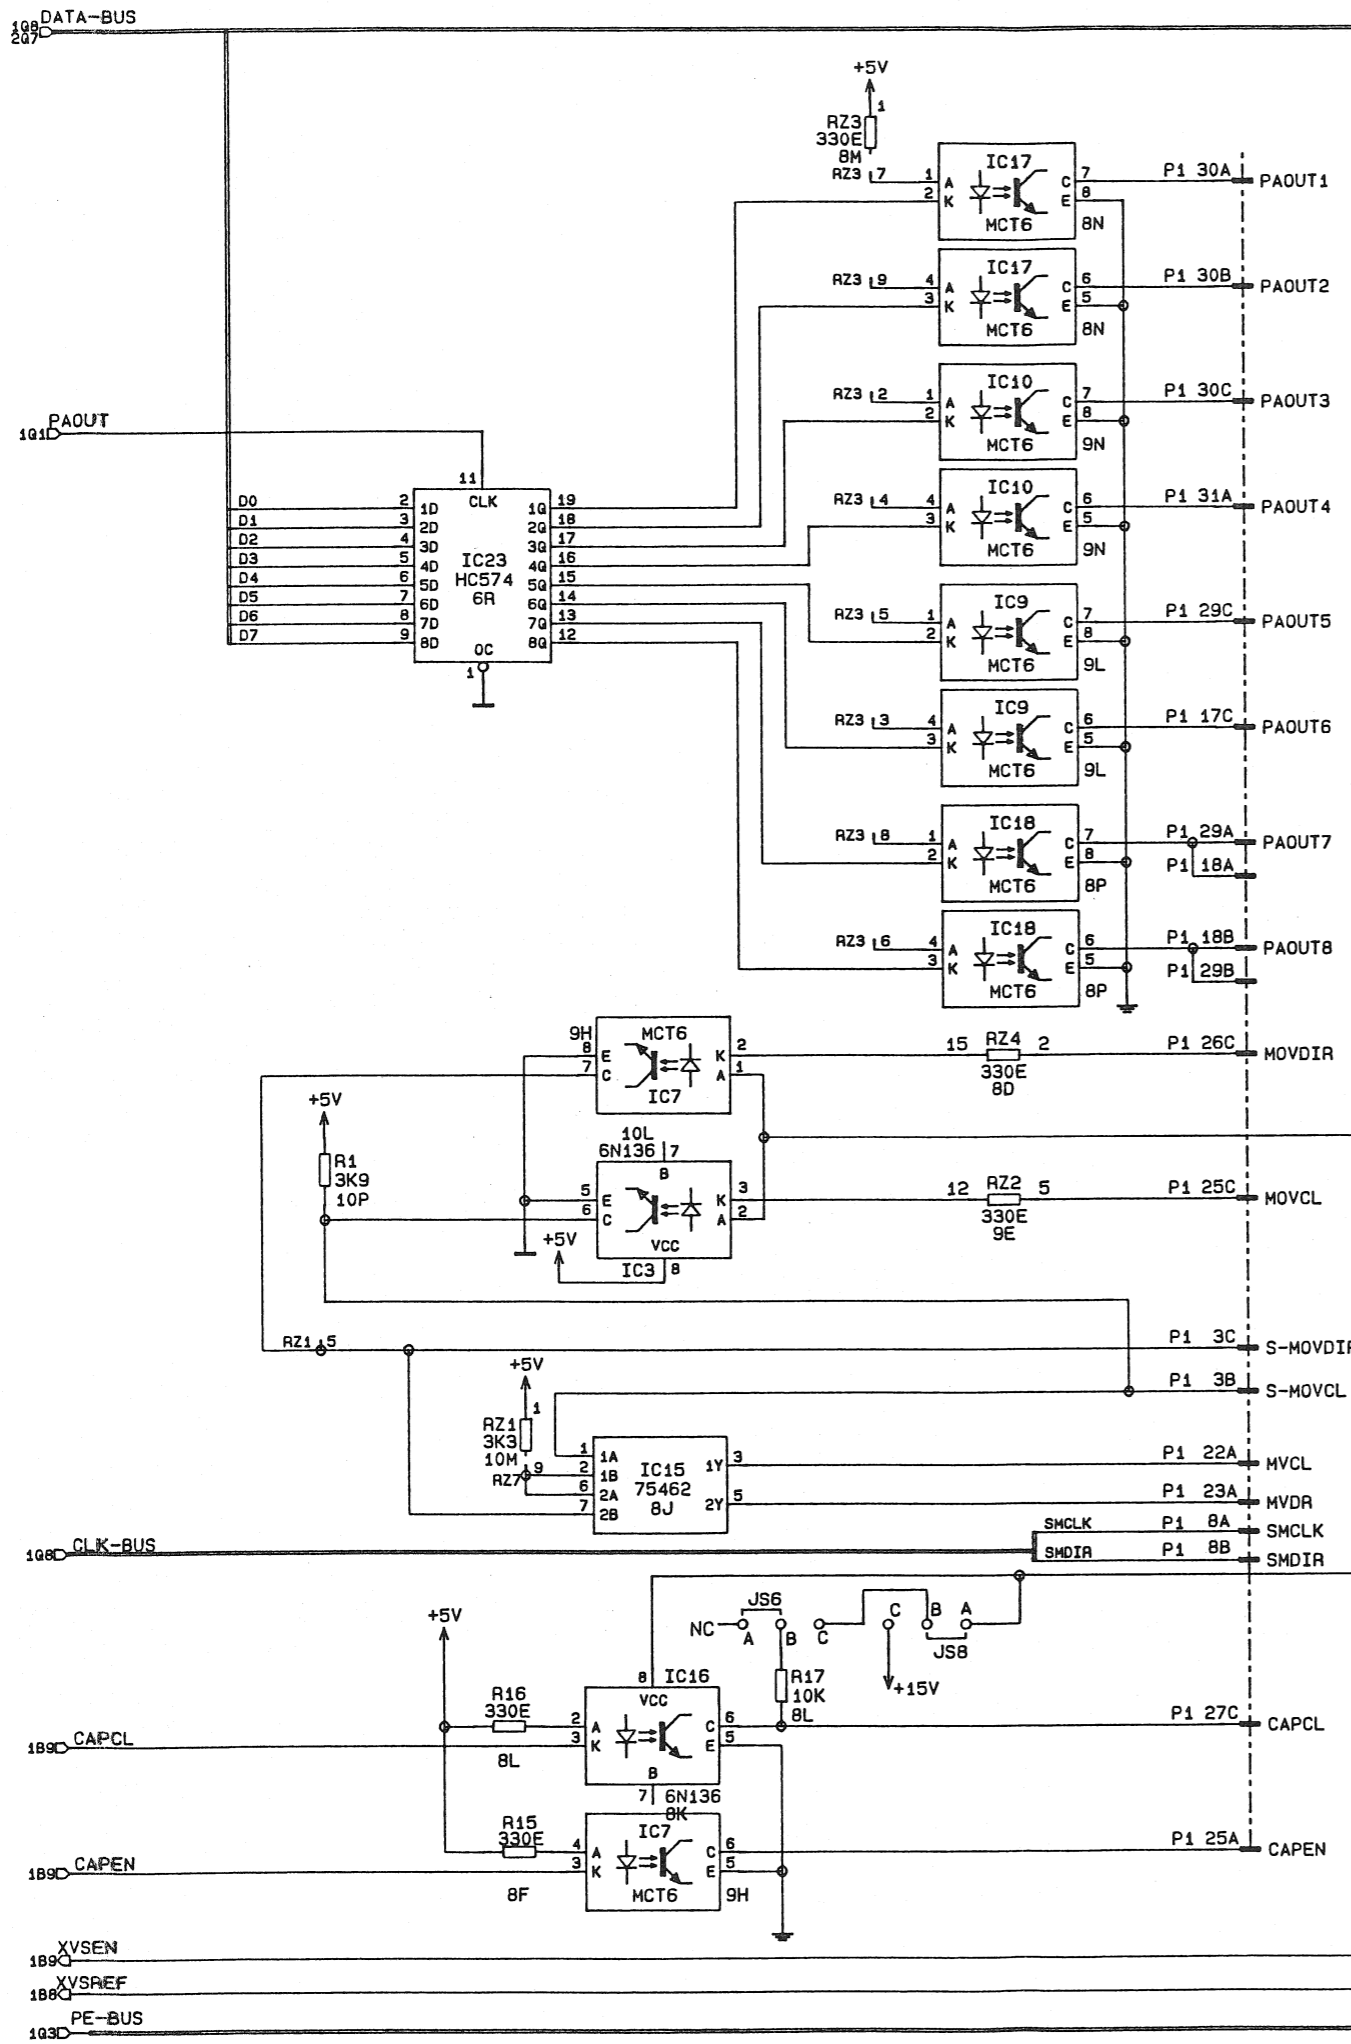 DATA-BUS
1Q8
2Q7
+5V
1
RZ3
330E
8M
RZ3 7 1 A IC17 C 7 P1 30A PAOUT1
2 K E 8
MCT6 8N
RZ3 9 4 A IC17 C 6 P1 30B PAOUT2
3 K E 5
MCT6 8N
RZ3 2 1 A IC10 C 7 P1 30C PAOUT3
2 K E 8
MCT6 9N
1Q1 PAOUT
RZ3 4 4 A IC10 C 6 P1 31A PAOUT4
3 K E 5
MCT6 9N
11
CLK
D0 2 1D 1Q 19
D1 3 2D 2Q 18
D2 4 3D 3Q 17
D3 5 4D 4Q 16
D4 6 5D 5Q 15
D5 7 6D 6Q 14
D6 8 7D 7Q 13
D7 9 8D 8Q 12
IC23
HC574
6R
OC
1
RZ3 5 1 A IC9 C 7 P1 29C PAOUT5
2 K E 8
MCT6 9L
RZ3 3 4 A IC9 C 6 P1 17C PAOUT6
3 K E 5
MCT6 9L
RZ3 8 1 A IC18 C 7 P1 29A PAOUT7
2 K E 8 P1 18A
MCT6 8P
RZ3 6 4 A IC18 C 6 P1 18B PAOUT8
3 K E 5 P1 29B
MCT6 8P
9H MCT6
8 E K 2 15 RZ4 2 P1 26C MOVDIR
7 C A 1 330E
IC7 8D
+5V
R1
3K9
10P
10L
6N136 7
B
5 E K 3 12 RZ2 5 P1 25C MOVCL
6 C A 2 330E
9E
VCC
+5V
IC3 8
RZ1 5 P1 3C S-MOVDIR
+5V
1 P1 3B S-MOVCL
RZ1
3K3
10M
RZ7 9
1 1A 1Y 3 P1 22A MVCL
2 1B
6 2A 2Y 5 P1 23A MVDR
7 2B
IC15
75462
8J
1Q8 CLK-BUS
SMCLK P1 8A SMCLK
SMDIR P1 8B SMDIR
+5V
JS6
NC A B C
C B A
JS8
+15V
R17
10K
8L
8 IC16
VCC
R16
330E
8L
2 A C 6 P1 27C CAPCL
1B9 CAPCL 3 K E 5
B
7 6N136
8K
R15
330E
8F
IC7
4 A C 6 P1 25A CAPEN
1B9 CAPEN 3 K E 5
MCT6 9H
XVSEN
1B9
XVSREF
1B8
PE-BUS
1Q3